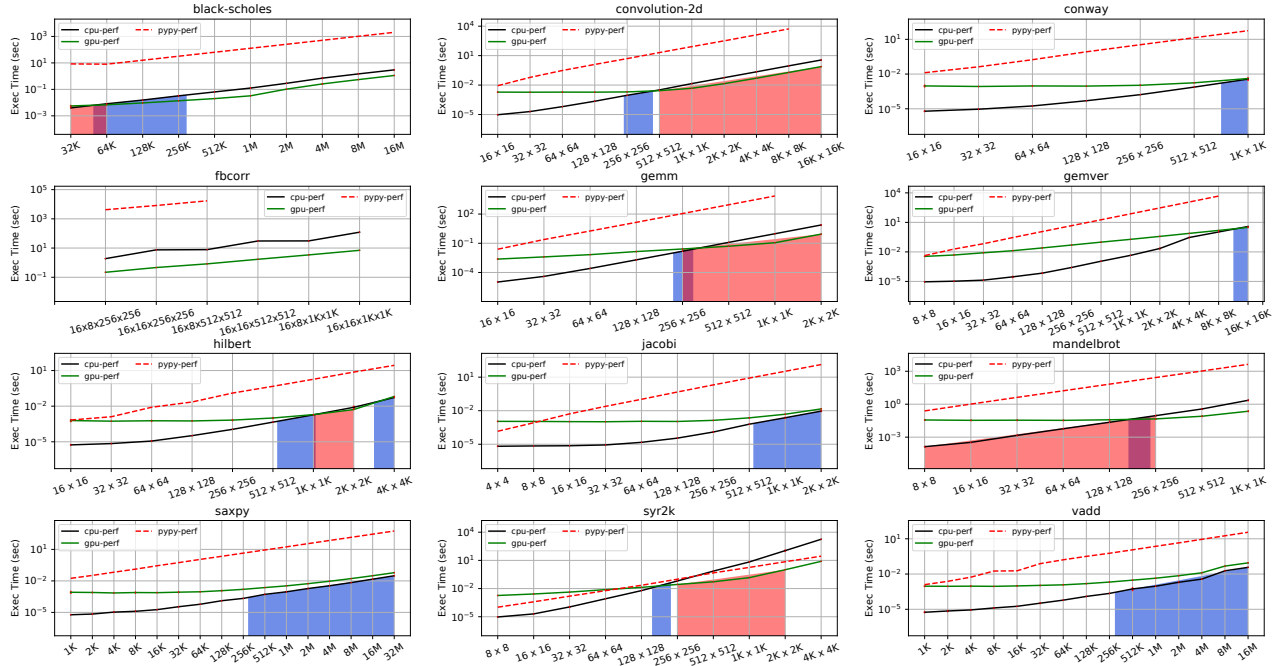 black-scholes
Exec Time (sec)
10^3
10^1
10^-1
10^-3
cpu-perf
gpu-perf
pypy-perf
32K
64K
128K
256K
512K
1M
2M
4M
8M
16M
convolution-2d
Exec Time (sec)
10^4
10^1
10^-2
10^-5
cpu-perf
gpu-perf
pypy-perf
16 x 16
32 x 32
64 x 64
128 x 128
256 x 256
512 x 512
1K x 1K
2K x 2K
4K x 4K
8K x 8K
16K x 16K
conway
Exec Time (sec)
10^1
10^-2
10^-5
cpu-perf
gpu-perf
pypy-perf
16 x 16
32 x 32
64 x 64
128 x 128
256 x 256
512 x 512
1K x 1K
fbcorr
Exec Time (sec)
10^5
10^3
10^1
10^-1
cpu-perf
gpu-perf
pypy-perf
16x8x256x256
16x16x256x256
16x8x512x512
16x16x512x512
16x8x1Kx1K
16x16x1Kx1K
gemm
Exec Time (sec)
10^2
10^-1
10^-4
cpu-perf
gpu-perf
pypy-perf
16 x 16
32 x 32
64 x 64
128 x 128
256 x 256
512 x 512
1K x 1K
2K x 2K
gemver
Exec Time (sec)
10^4
10^1
10^-2
10^-5
cpu-perf
gpu-perf
pypy-perf
8 x 8
16 x 16
32 x 32
64 x 64
128 x 128
256 x 256
512 x 512
1K x 1K
2K x 2K
4K x 4K
8K x 8K
16K x 16K
hilbert
Exec Time (sec)
10^1
10^-2
10^-5
cpu-perf
gpu-perf
pypy-perf
16 x 16
32 x 32
64 x 64
128 x 128
256 x 256
512 x 512
1K x 1K
2K x 2K
4K x 4K
jacobi
Exec Time (sec)
10^1
10^-2
10^-5
cpu-perf
gpu-perf
pypy-perf
4 x 4
8 x 8
16 x 16
32 x 32
64 x 64
128 x 128
256 x 256
512 x 512
1K x 1K
2K x 2K
mandelbrot
Exec Time (sec)
10^3
10^0
10^-3
cpu-perf
gpu-perf
pypy-perf
8 x 8
16 x 16
32 x 32
64 x 64
128 x 128
256 x 256
512 x 512
1K x 1K
saxpy
Exec Time (sec)
10^1
10^-2
10^-5
cpu-perf
gpu-perf
pypy-perf
1K
2K
4K
8K
16K
32K
64K
128K
256K
512K
1M
2M
4M
8M
16M
32M
syr2k
Exec Time (sec)
10^4
10^1
10^-2
10^-5
cpu-perf
gpu-perf
pypy-perf
8 x 8
16 x 16
32 x 32
64 x 64
128 x 128
256 x 256
512 x 512
1K x 1K
2K x 2K
4K x 4K
vadd
Exec Time (sec)
10^1
10^-2
10^-5
cpu-perf
gpu-perf
pypy-perf
1K
2K
4K
8K
16K
32K
64K
128K
256K
512K
1M
2M
4M
8M
16M